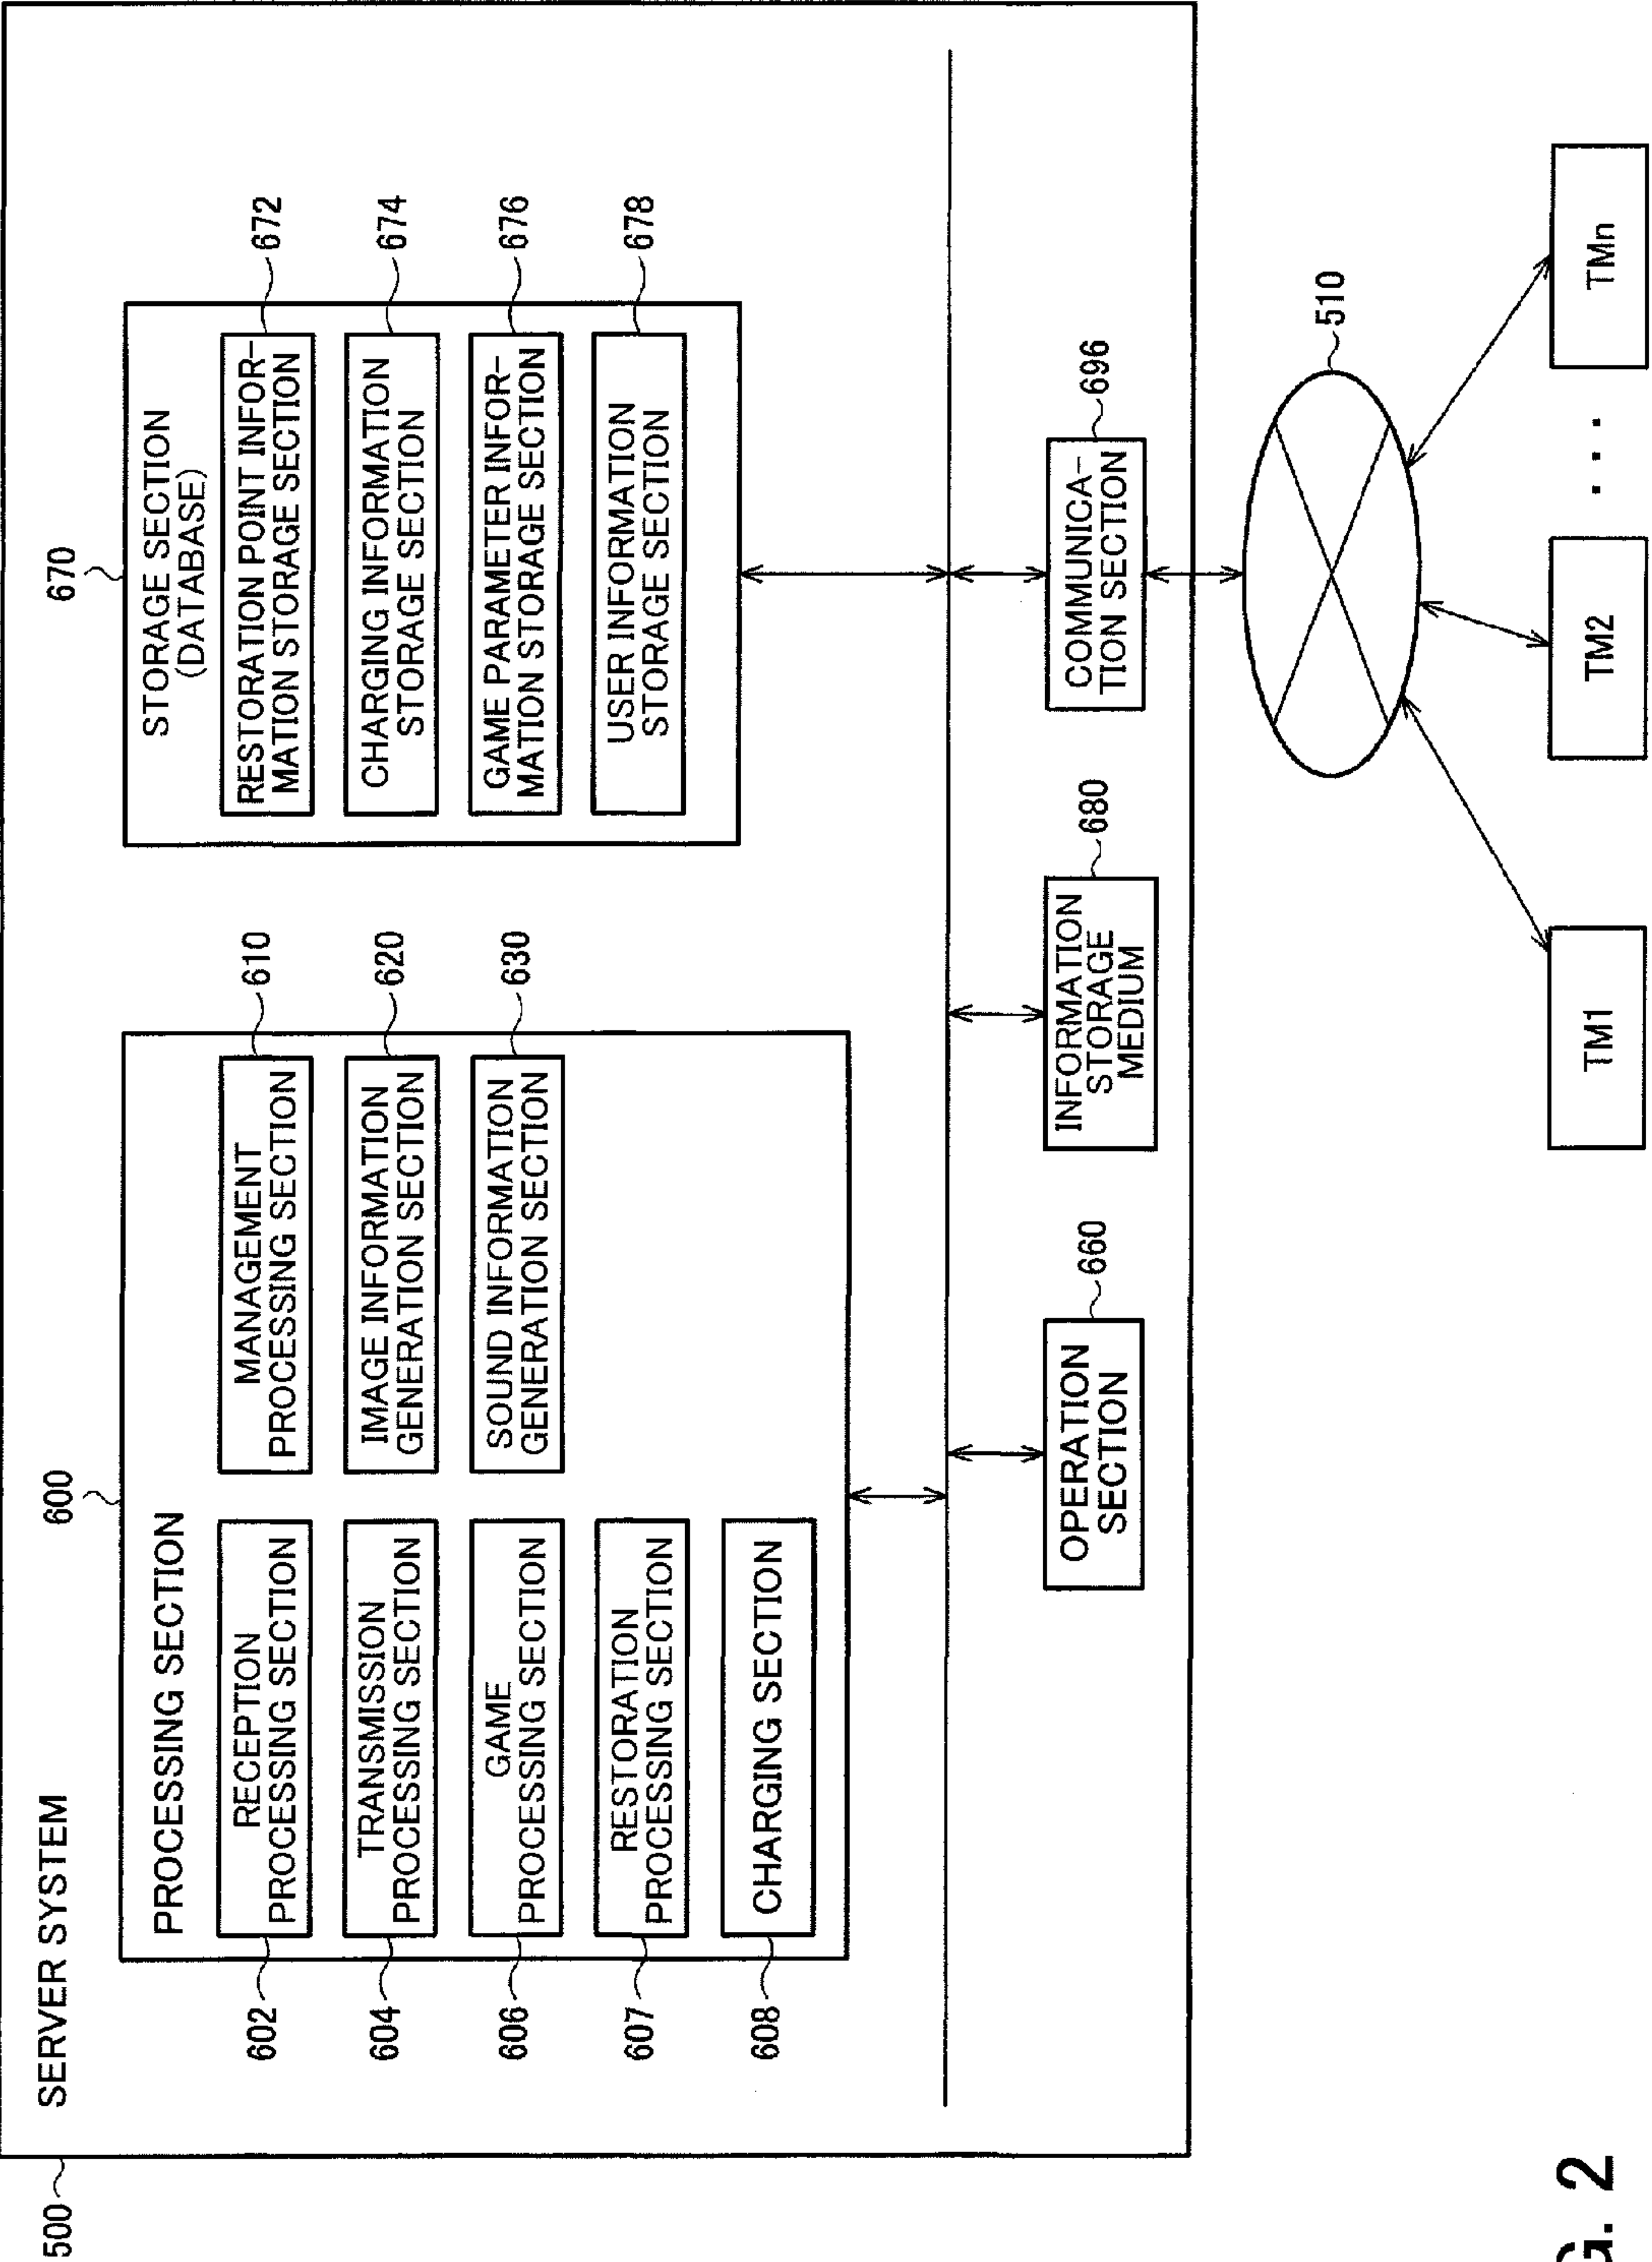 500
SERVER SYSTEM
600
PROCESSING SECTION
602
RECEPTION
PROCESSING SECTION
604
TRANSMISSION
PROCESSING SECTION
606
GAME
PROCESSING SECTION
607
RESTORATION
PROCESSING SECTION
608
CHARGING SECTION
MANAGEMENT
PROCESSING SECTION
610
IMAGE INFORMATION
GENERATION SECTION
620
SOUND INFORMATION
GENERATION SECTION
630
670
STORAGE SECTION
(DATABASE)
RESTORATION POINT INFOR-
MATION STORAGE SECTION
672
CHARGING INFORMATION
STORAGE SECTION
674
GAME PARAMETER INFOR-
MATION STORAGE SECTION
676
USER INFORMATION
STORAGE SECTION
678
OPERATION
SECTION
660
INFORMATION
STORAGE
MEDIUM
680
COMMUNICA-
TION SECTION
696
510
TM1
TM2
...
TMn
G. 2